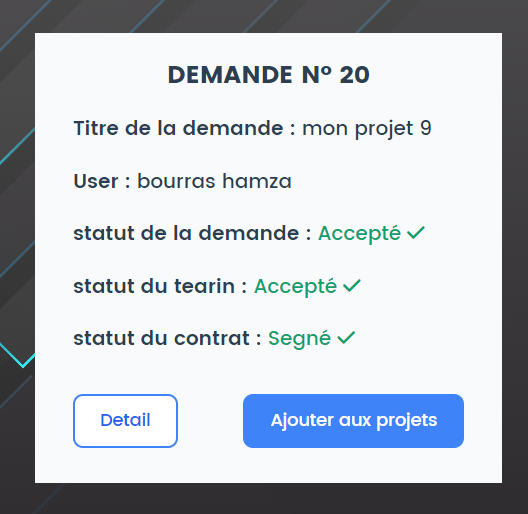 DEMANDE N° 20
Titre de la demande : mon projet 9
User : bourras hamza
statut de la demande : Accepté ✓
statut du tearin : Accepté ✓
statut du contrat : Segné ✓
Detail
Ajouter aux projets